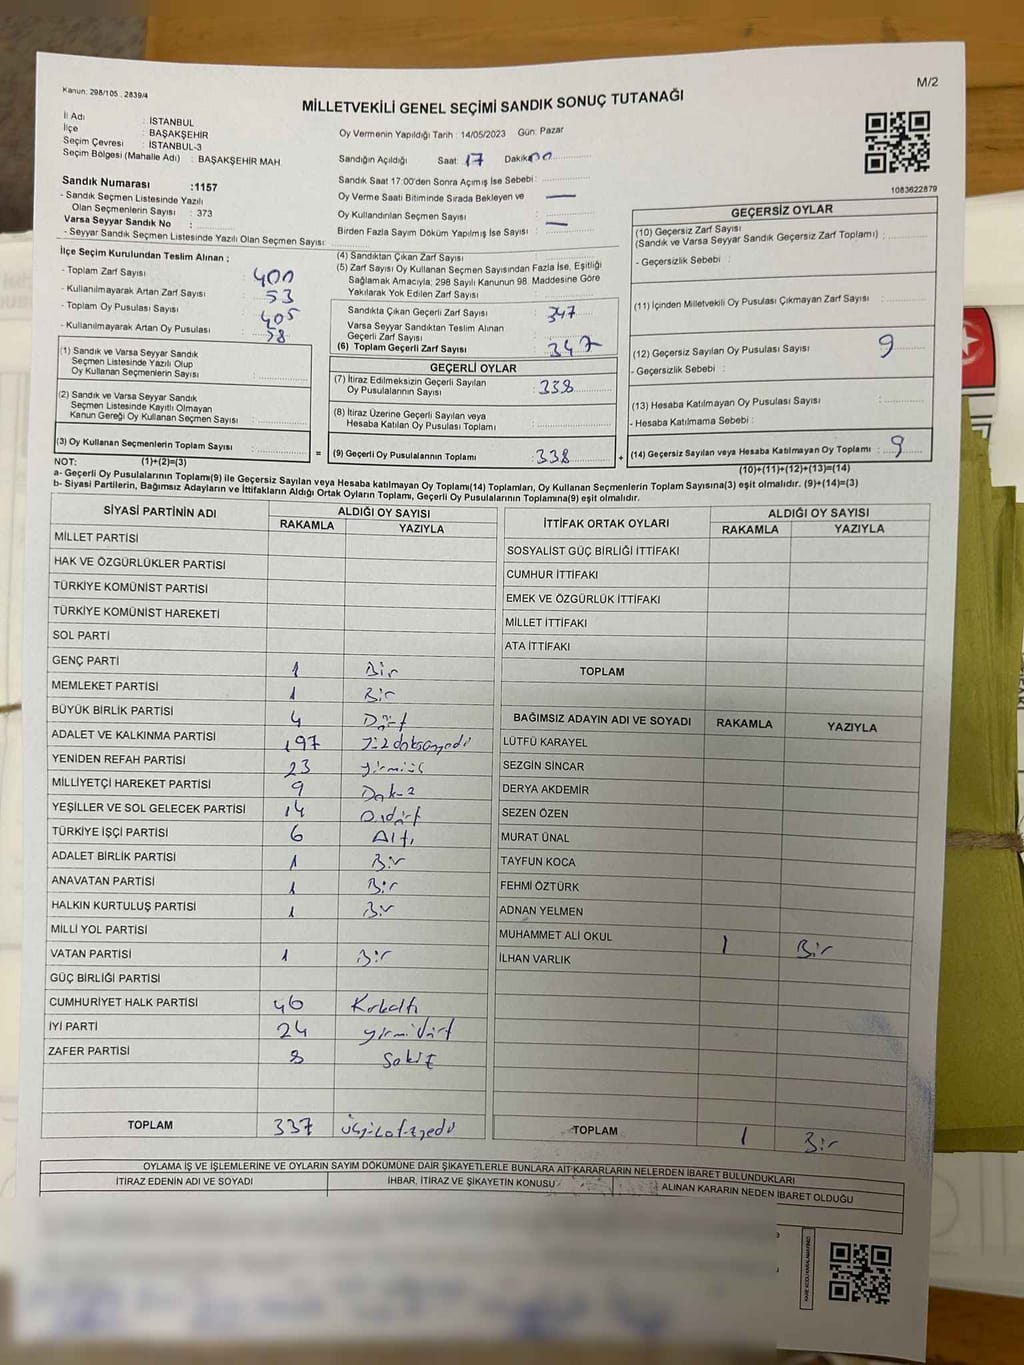 M/2
Kanun: 298/105 , 2839/4
MİLLETVEKİLİ GENEL SEÇİMİ SANDIK SONUÇ TUTANAĞI
İl Adı : İSTANBUL
İlçe : BAŞAKŞEHİR
Seçim Çevresi : İSTANBUL-3
Seçim Bölgesi (Mahalle Adı) : BAŞAKŞEHİR MAH.
Sandık Numarası :1157
- Sandık Seçmen Listesinde Yazılı
Olan Seçmenlerin Sayısı : 373
Varsa Seyyar Sandık No :
- Seyyar Sandık Seçmen Listesinde Yazılı Olan Seçmen Sayısı:
Oy Vermenin Yapıldığı Tarih : 14/05/2023 Gün: Pazar
Sandığın Açıldığı Saat: 17 Dakika: 00
Sandık Saat 17:00'den Sonra Açımış İse Sebebi :
Oy Verme Saati Bitiminde Sırada Bekleyen ve —
Oy Kullandırılan Seçmen Sayısı :
Birden Fazla Sayım Döküm Yapılmış İse Sayısı : —
1083622879
İlçe Seçim Kurulundan Teslim Alınan ;
- Toplam Zarf Sayısı : 400
- Kullanılmayarak Artan Zarf Sayısı : 53
- Toplam Oy Pusulası Sayısı : 405
- Kullanılmayarak Artan Oy Pusulası : 58
(1) Sandık ve Varsa Seyyar Sandık
Seçmen Listesinde Yazılı Olup
Oy Kullanan Seçmenlerin Sayısı :
(2) Sandık ve Varsa Seyyar Sandık
Seçmen Listesinde Kayıtlı Olmayan
Kanun Gereği Oy Kullanan Seçmen Sayısı :
(3) Oy Kullanan Seçmenlerin Toplam Sayısı :
(4) Sandıktan Çıkan Zarf Sayısı :
(5) Zarf Sayısı Oy Kullanan Seçmen Sayısından Fazla İse, Eşitliği
Sağlamak Amacıyla; 298 Sayılı Kanunun 98. Maddesine Göre
Yakılarak Yok Edilen Zarf Sayısı :
Sandıkta Çıkan Geçerli Zarf Sayısı : 347
Varsa Seyyar Sandıktan Teslim Alınan
Geçerli Zarf Sayısı :
(6) Toplam Geçerli Zarf Sayısı : 347
GEÇERLİ OYLAR
(7) İtiraz Edilmeksizin Geçerli Sayılan
Oy Pusulalarının Sayısı : 338
(8) İtiraz Üzerine Geçerli Sayılan veya
Hesaba Katılan Oy Pusulaları Toplamı :
= (9) Geçerli Oy Pusulalarının Toplamı : 338 +
GEÇERSİZ OYLAR
(10) Geçersiz Zarf Sayısı
(Sandık ve Varsa Seyyar Sandık Geçersiz Zarf Toplamı) :
- Geçersizlik Sebebi :
(11) İçinden Milletvekili Oy Pusulası Çıkmayan Zarf Sayısı :
(12) Geçersiz Sayılan Oy Pusulası Sayısı : 9
- Geçersizlik Sebebi :
(13) Hesaba Katılmayan Oy Pusulası Sayısı :
- Hesaba Katılmama Sebebi :
(14) Geçersiz Sayılan veya Hesaba Katılmayan Oy Toplamı : 9
NOT: (1)+(2)=(3) (10)+(11)+(12)+(13)=(14)
a- Geçerli Oy Pusulalarının Toplamı(9) ile Geçersiz Sayılan veya Hesaba katılmayan Oy Toplamı(14) Toplamları, Oy Kullanan Seçmenlerin Toplam Sayısına(3) eşit olmalıdır. (9)+(14)=(3)
b- Siyasi Partilerin, Bağımsız Adayların ve İttifakların Aldığı Ortak Oyların Toplamı, Geçerli Oy Pusulalarının Toplamına(9) eşit olmalıdır.
SİYASİ PARTİNİN ADI ALDIĞI OY SAYISI
RAKAMLA YAZIYLA
MİLLET PARTİSİ
HAK VE ÖZGÜRLÜKLER PARTİSİ
TÜRKİYE KOMÜNİST PARTİSİ
TÜRKİYE KOMÜNİST HAREKETİ
SOL PARTİ
GENÇ PARTİ 1 Bir
MEMLEKET PARTİSİ 1 Bir
BÜYÜK BİRLİK PARTİSİ 4 Dört
ADALET VE KALKINMA PARTİSİ 197 Yüzdoksanyedi
YENİDEN REFAH PARTİSİ 23 yirmiüç
MİLLİYETÇİ HAREKET PARTİSİ 9 Dokuz
YEŞİLLER VE SOL GELECEK PARTİSİ 14 Ondört
TÜRKİYE İŞÇİ PARTİSİ 6 Altı
ADALET BİRLİK PARTİSİ 1 Bir
ANAVATAN PARTİSİ 1 Bir
HALKIN KURTULUŞ PARTİSİ 1 Bir
MİLLİ YOL PARTİSİ
VATAN PARTİSİ 1 Bir
GÜÇ BİRLİĞİ PARTİSİ
CUMHURİYET HALK PARTİSİ 46 Kırkaltı
İYİ PARTİ 24 yirmidört
ZAFER PARTİSİ 8 Sekiz
TOPLAM 337 üçyüzotuzyedi
İTTİFAK ORTAK OYLARI ALDIĞI OY SAYISI
RAKAMLA YAZIYLA
SOSYALİST GÜÇ BİRLİĞİ İTTİFAKI
CUMHUR İTTİFAKI
EMEK VE ÖZGÜRLÜK İTTİFAKI
MİLLET İTTİFAKI
ATA İTTİFAKI
TOPLAM
BAĞIMSIZ ADAYIN ADI VE SOYADI RAKAMLA YAZIYLA
LÜTFÜ KARAYEL
SEZGİN SİNCAR
DERYA AKDEMİR
SEZEN ÖZEN
MURAT ÜNAL
TAYFUN KOCA
FEHMİ ÖZTÜRK
ADNAN YELMEN
MUHAMMET ALİ OKUL 1 Bir
İLHAN VARLIK
TOPLAM 1 Bir
OYLAMA İŞ VE İŞLEMLERİNE VE OYLARIN SAYIM DÖKÜMÜNE DAİR ŞİKAYETLERLE BUNLARA AİT KARARLARIN NELERDEN İBARET BULUNDUKLARI
İTİRAZ EDENİN ADI VE SOYADI İHBAR, İTİRAZ VE ŞİKAYETİN KONUSU ALINAN KARARIN NEDEN İBARET OLDUĞU